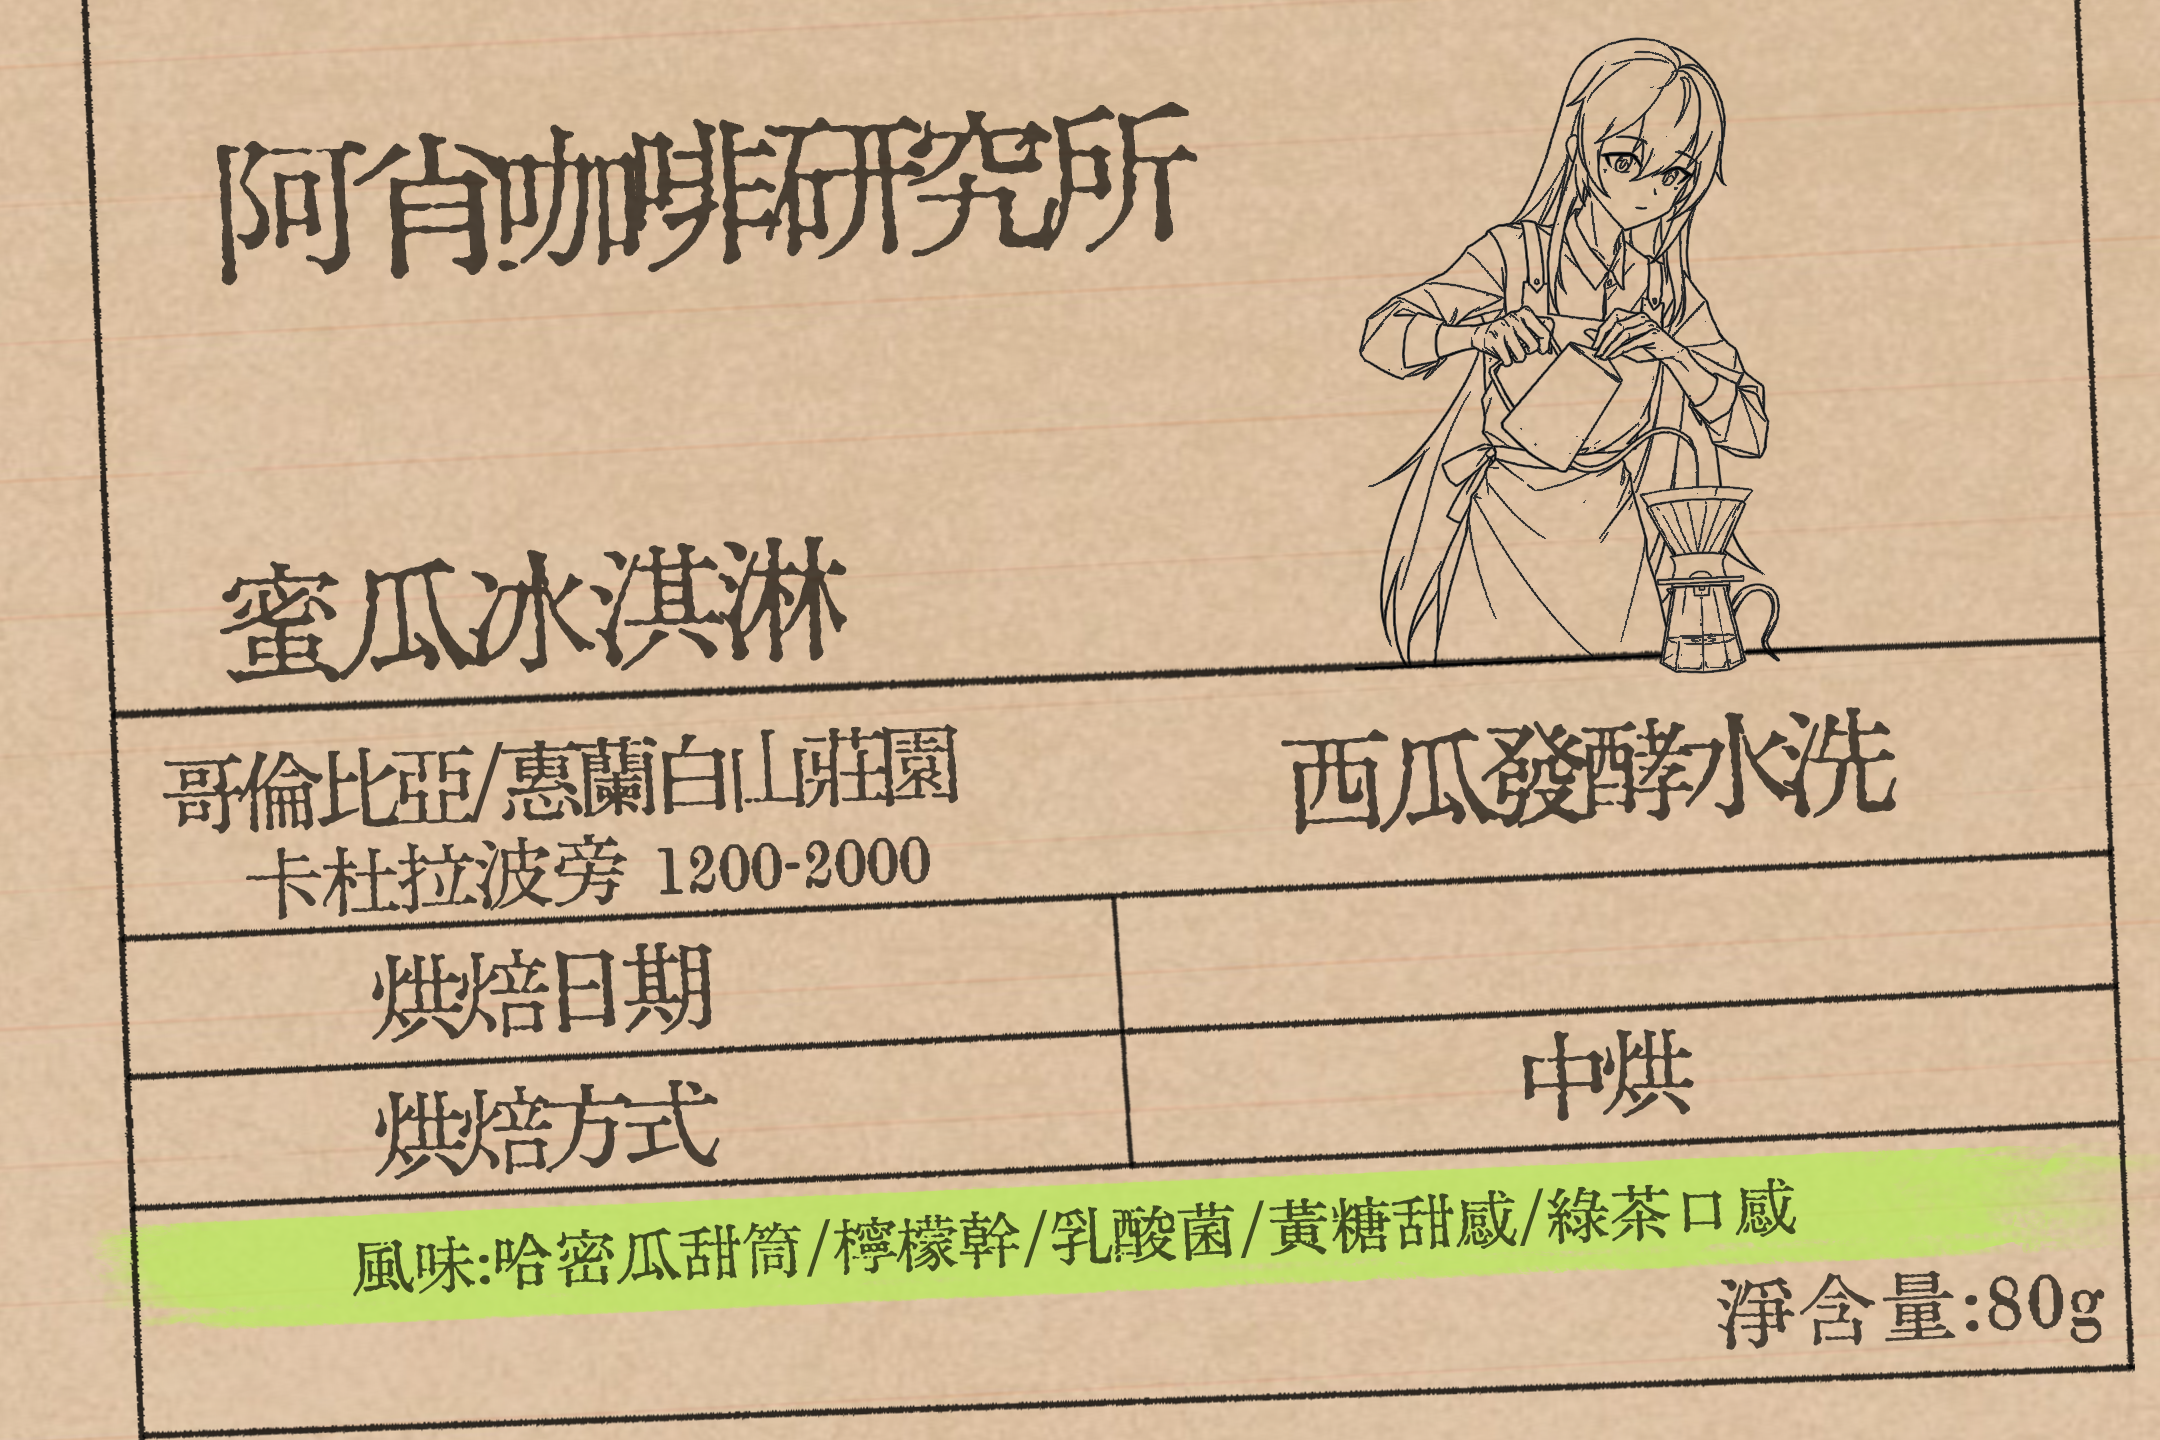 阿肖咖啡研究所
蜜瓜冰淇淋
哥倫比亞/惠蘭白山莊園
卡杜拉波旁 1200-2000
西瓜發酵水洗
烘焙日期
烘焙方式
中烘
風味:哈密瓜甜筒/檸檬幹/乳酸菌/黃糖甜感/綠茶口感
淨含量:80g